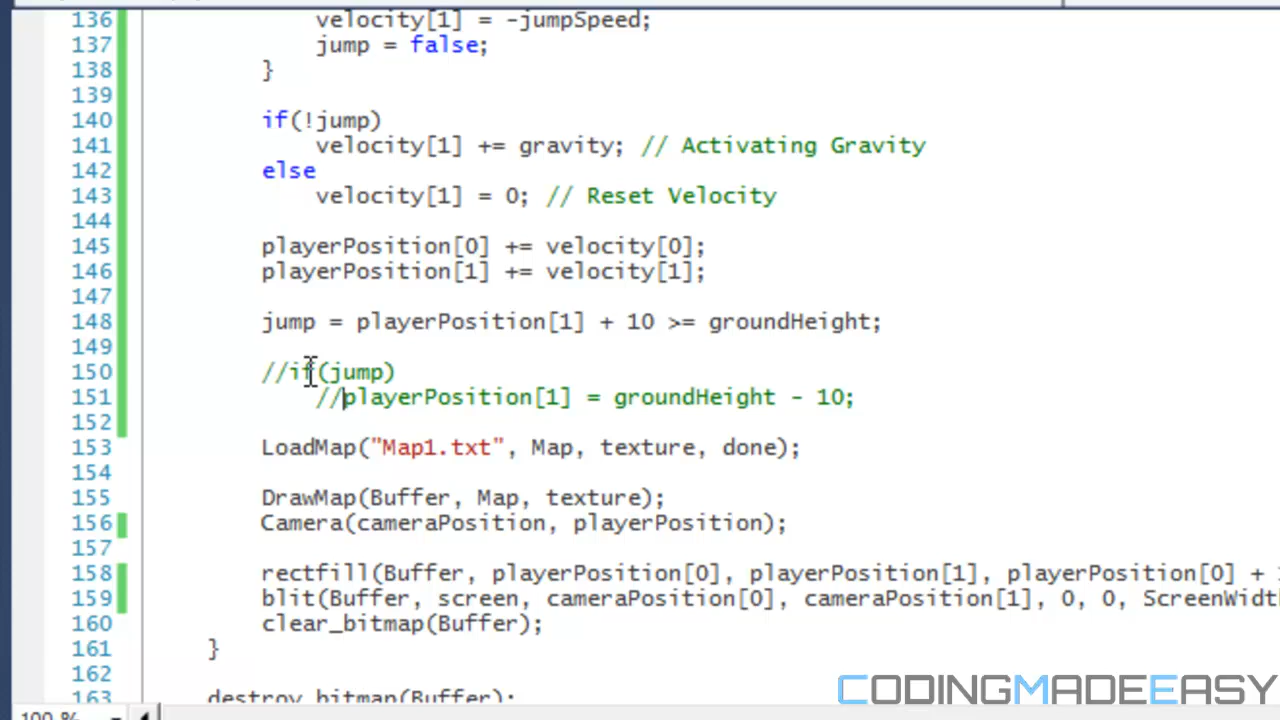 136 velocity[1] = -jumpSpeed;
137 jump = false;
138 }
139
140 if(!jump)
141 velocity[1] += gravity; // Activating Gravity
142 else
143 velocity[1] = 0; // Reset Velocity
144
145 playerPosition[0] += velocity[0];
146 playerPosition[1] += velocity[1];
147
148 jump = playerPosition[1] + 10 >= groundHeight;
149
150 //if(jump)
151 //playerPosition[1] = groundHeight - 10;
152
153 LoadMap("Map1.txt", Map, texture, done);
154
155 DrawMap(Buffer, Map, texture);
156 Camera(cameraPosition, playerPosition);
157
158 rectfill(Buffer, playerPosition[0], playerPosition[1], playerPosition[0] +
159 blit(Buffer, screen, cameraPosition[0], cameraPosition[1], 0, 0, ScreenWidth
160 clear_bitmap(Buffer);
161 }
162
163 destroy_bitmap(Buffer);
CODINGMADEEASY
100 %